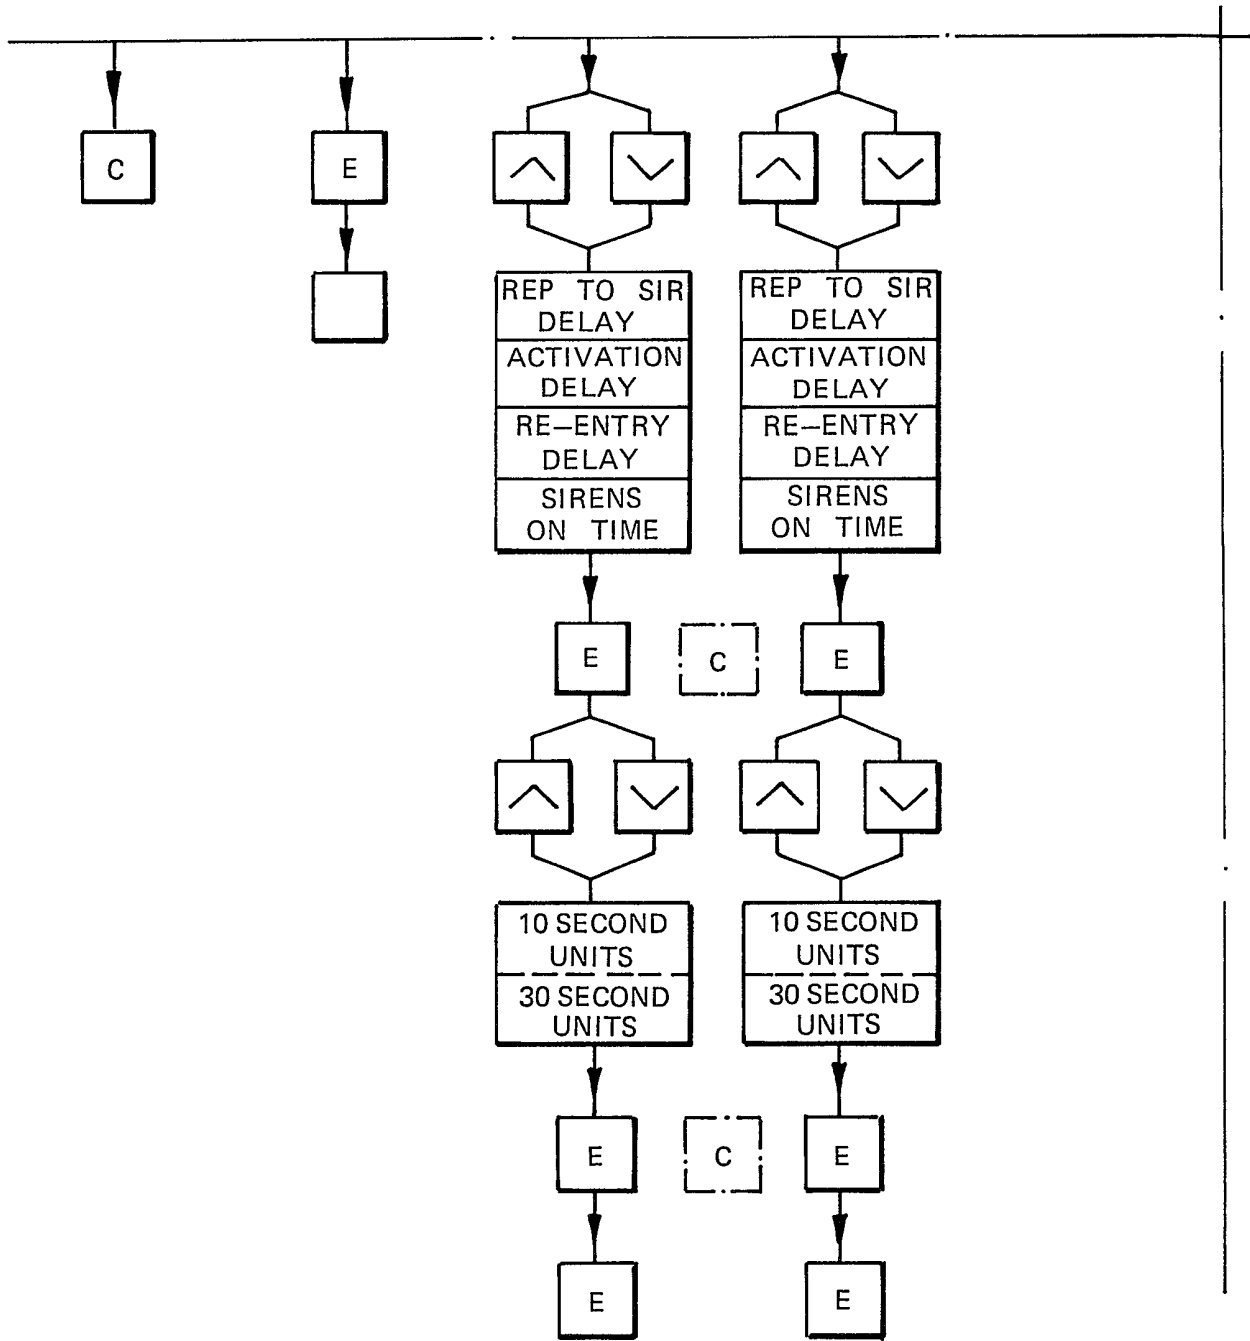 C
E
REP TO SIR
DELAY
ACTIVATION
DELAY
RE–ENTRY
DELAY
SIRENS
ON TIME
REP TO SIR
DELAY
ACTIVATION
DELAY
RE–ENTRY
DELAY
SIRENS
ON TIME
E
C
E
10 SECOND
UNITS
30 SECOND
UNITS
10 SECOND
UNITS
30 SECOND
UNITS
E
C
E
E
E